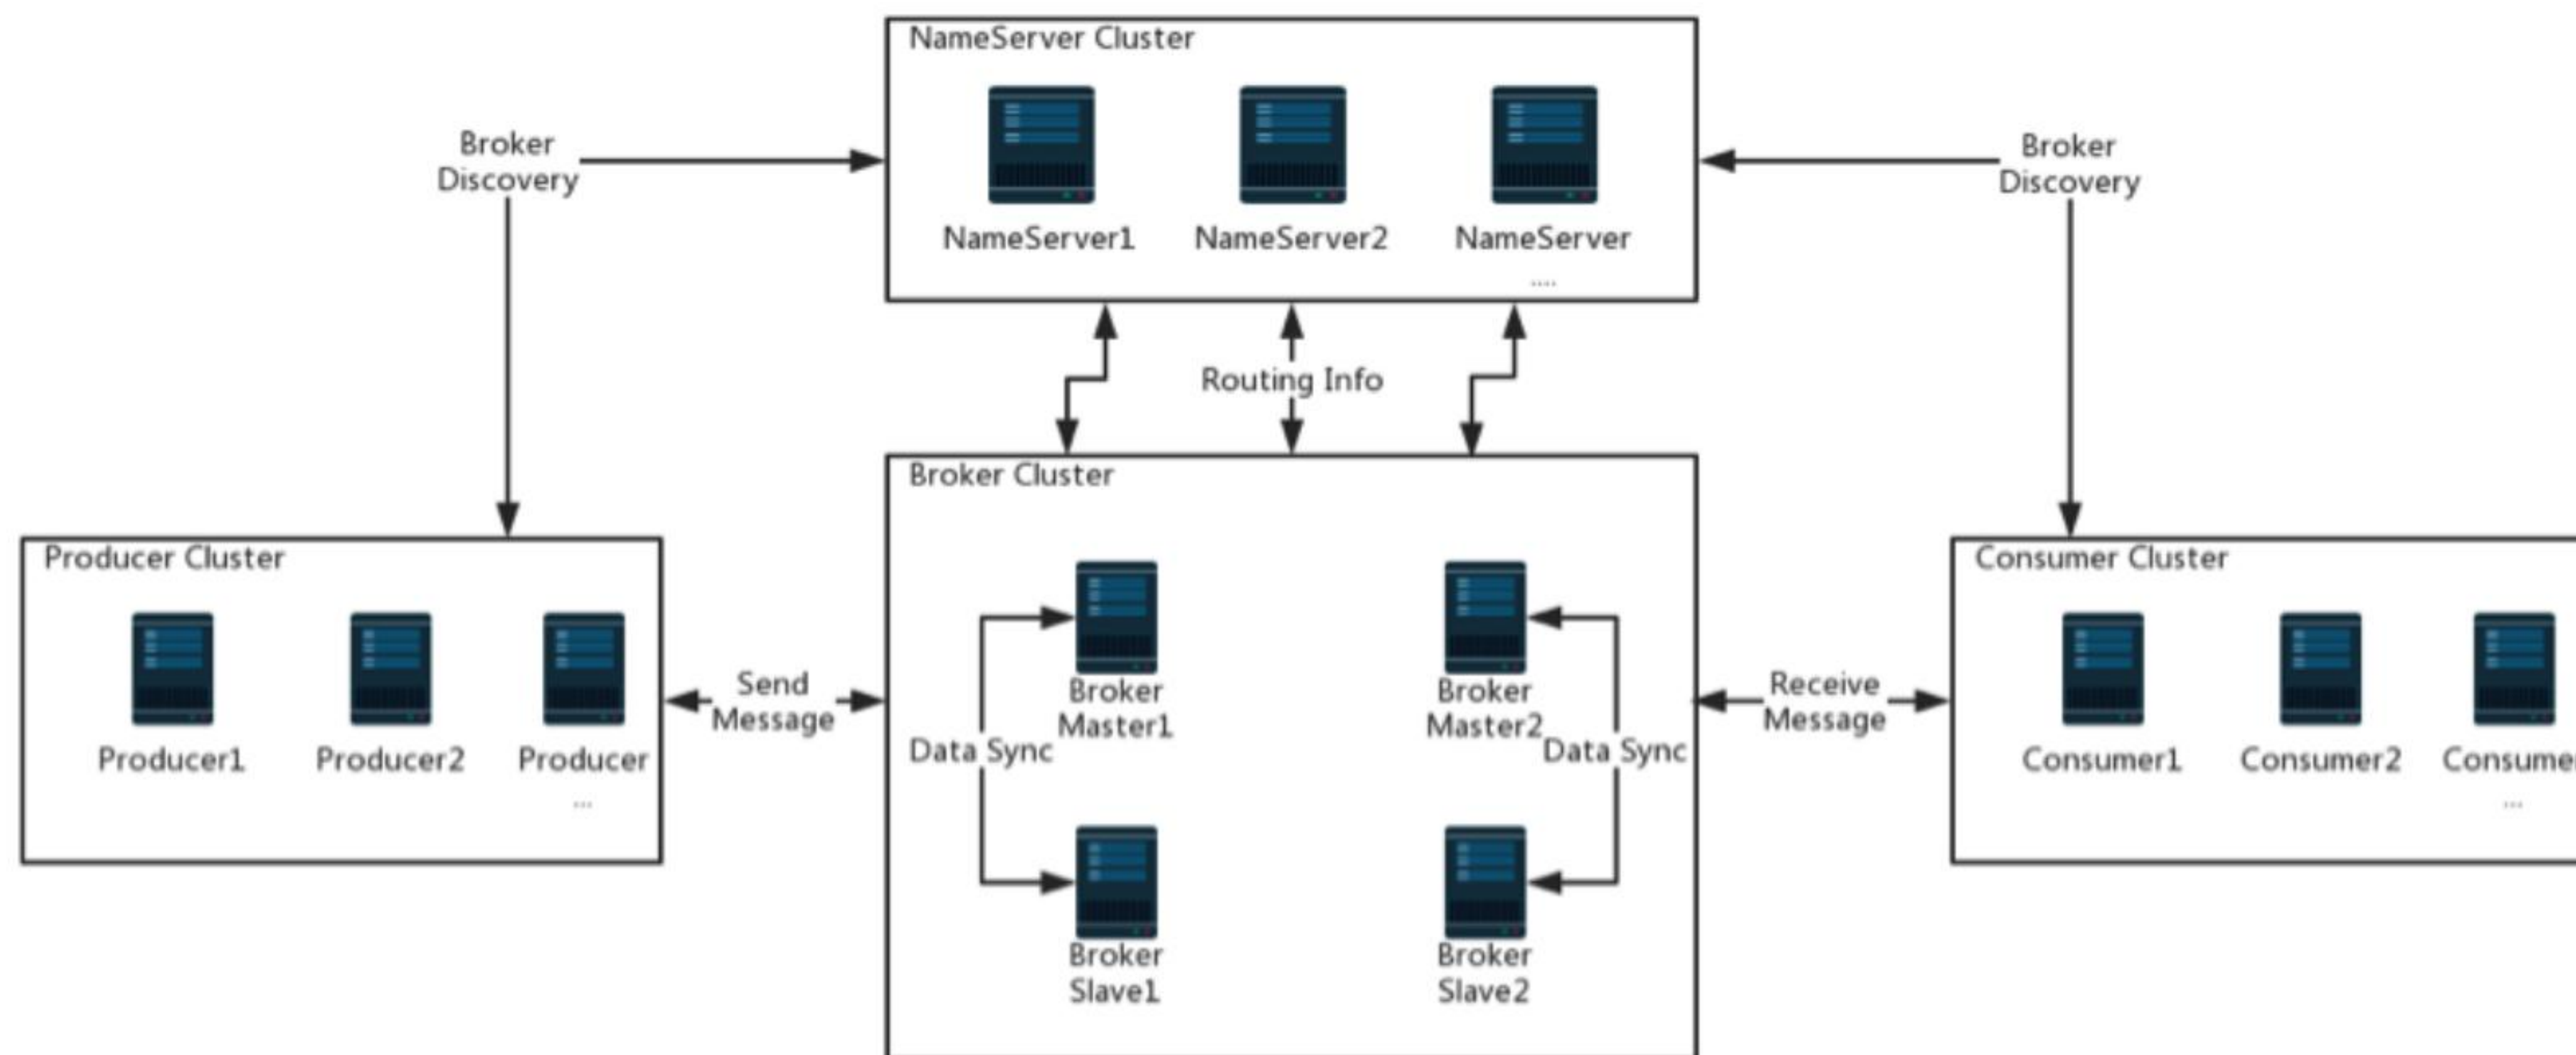 NameServer Cluster
NameServer1
NameServer2
NameServer
....
Broker
Discovery
Broker
Discovery
Routing Info
Producer Cluster
Producer1
Producer2
Producer
...
Send
Message
Broker Cluster
Broker
Master1
Broker
Master2
Data Sync
Data Sync
Broker
Slave1
Broker
Slave2
Receive
Message
Consumer Cluster
Consumer1
Consumer2
...